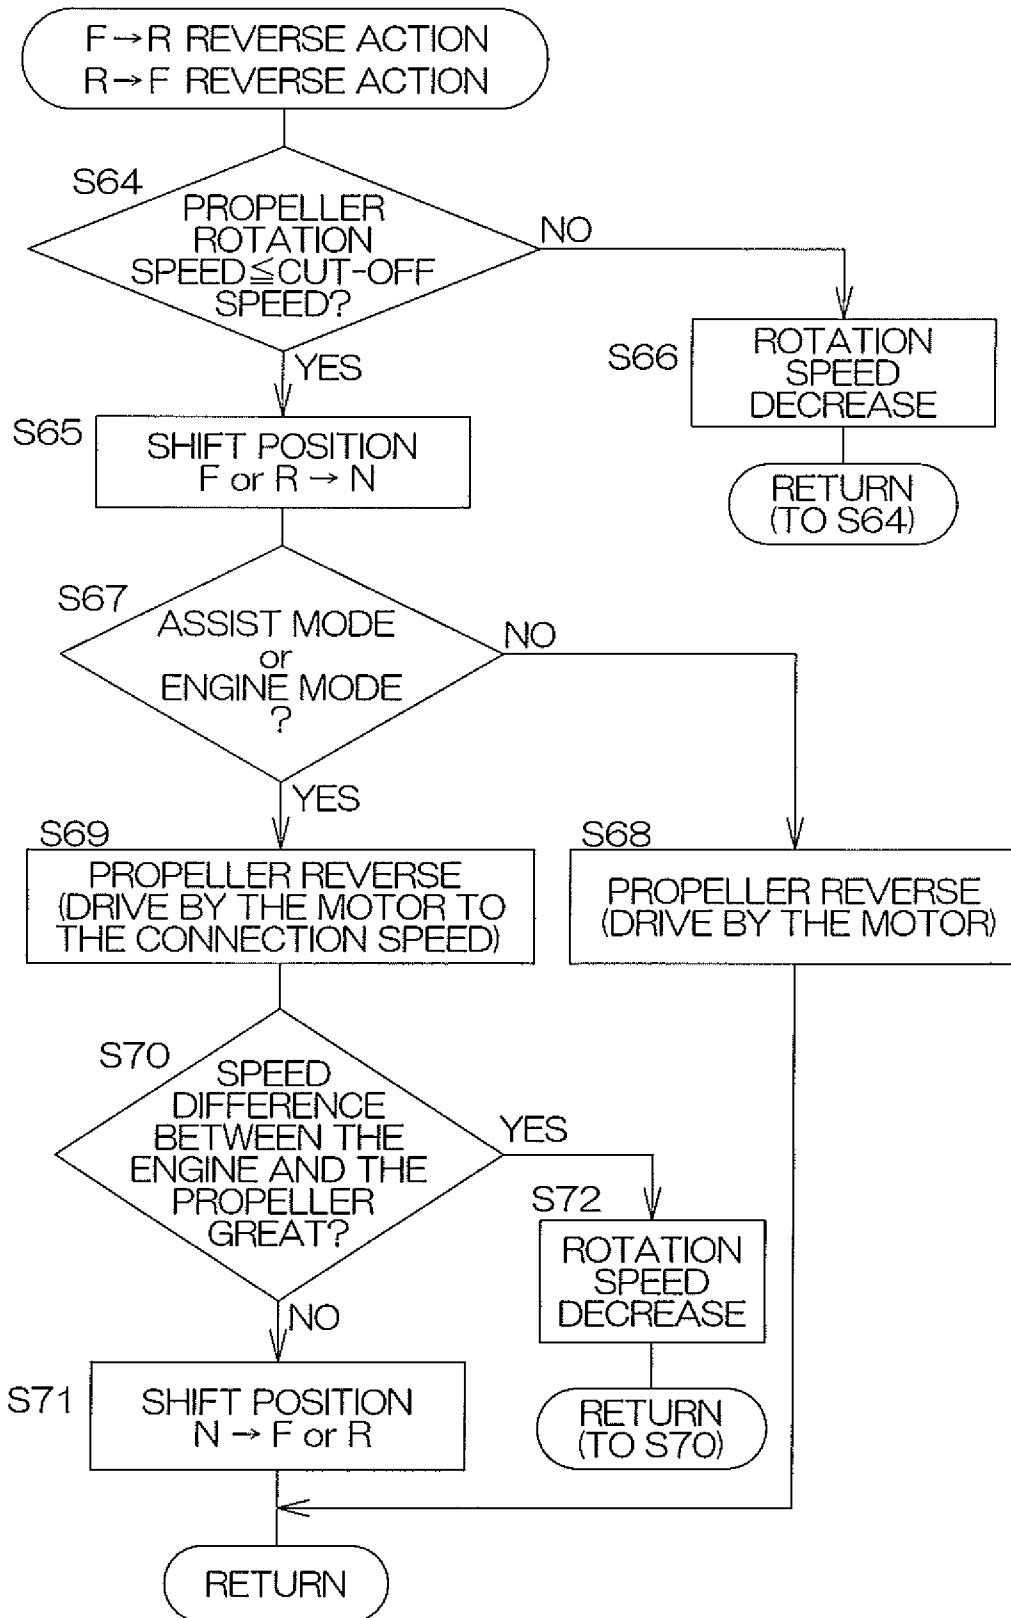 F→R REVERSE ACTION
R→F REVERSE ACTION
S64
PROPELLER
ROTATION
SPEED≦CUT-OFF
SPEED?
NO
YES
S66
ROTATION
SPEED
DECREASE
RETURN
(TO S64)
S65
SHIFT POSITION
F or R → N
S67
ASSIST MODE
or
ENGINE MODE
?
NO
YES
S69
PROPELLER REVERSE
(DRIVE BY THE MOTOR TO
THE CONNECTION SPEED)
S68
PROPELLER REVERSE
(DRIVE BY THE MOTOR)
S70
SPEED
DIFFERENCE
BETWEEN THE
ENGINE AND THE
PROPELLER
GREAT?
YES
NO
S72
ROTATION
SPEED
DECREASE
RETURN
(TO S70)
S71
SHIFT POSITION
N → F or R
RETURN